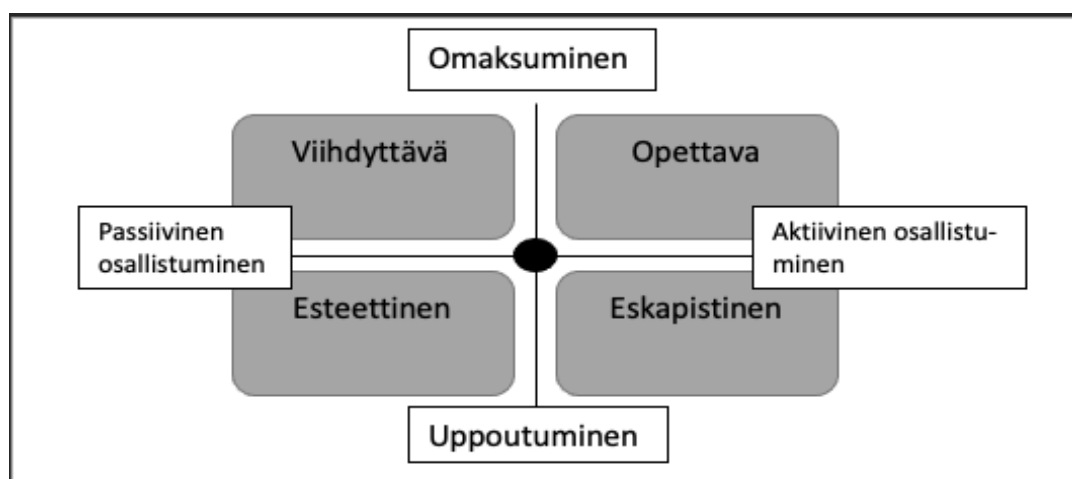 Omaksuminen
Viihdyttävä
Opettava
Passiivinen
osallistuminen
Aktiivinen osallistu-
minen
Esteettinen
Eskapistinen
Uppoutuminen